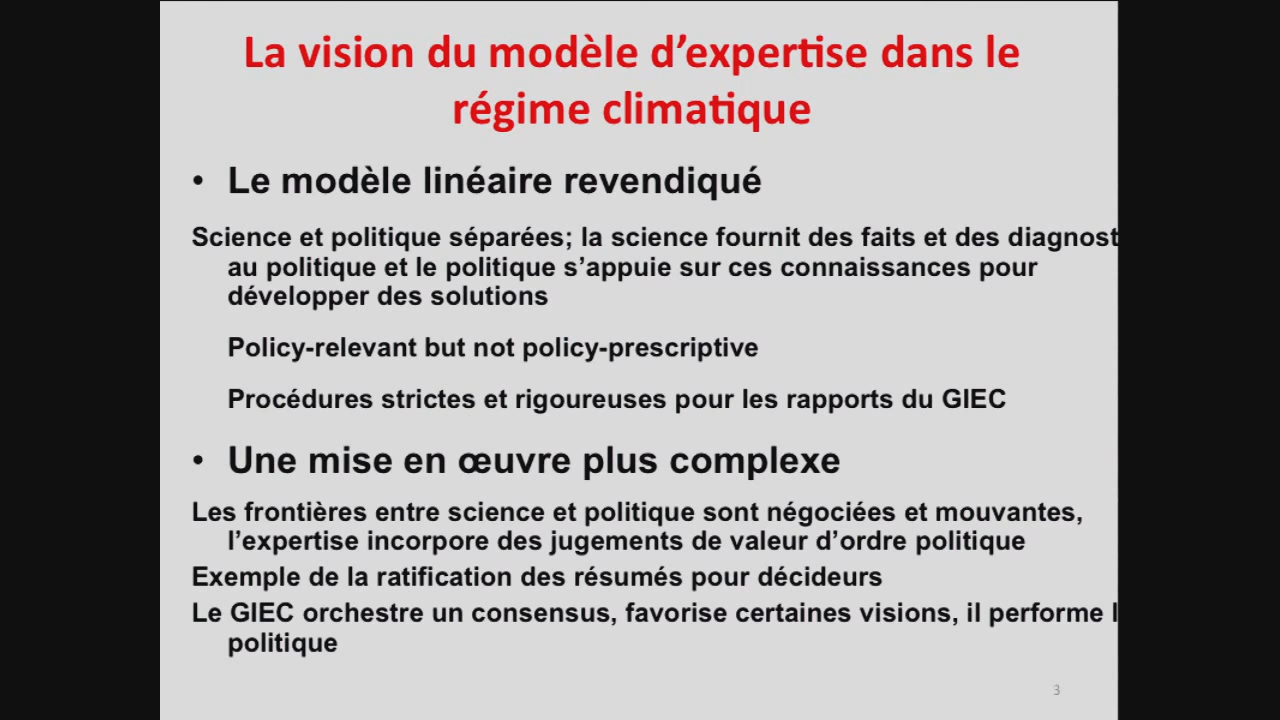 La vision du modèle d’expertise dans le
régime climatique
• Le modèle linéaire revendiqué
Science et politique séparées; la science fournit des faits et des diagnost
au politique et le politique s’appuie sur ces connaissances pour
développer des solutions
Policy-relevant but not policy-prescriptive
Procédures strictes et rigoureuses pour les rapports du GIEC
• Une mise en œuvre plus complexe
Les frontières entre science et politique sont négociées et mouvantes,
l’expertise incorpore des jugements de valeur d’ordre politique
Exemple de la ratification des résumés pour décideurs
Le GIEC orchestre un consensus, favorise certaines visions, il performe l
politique
3